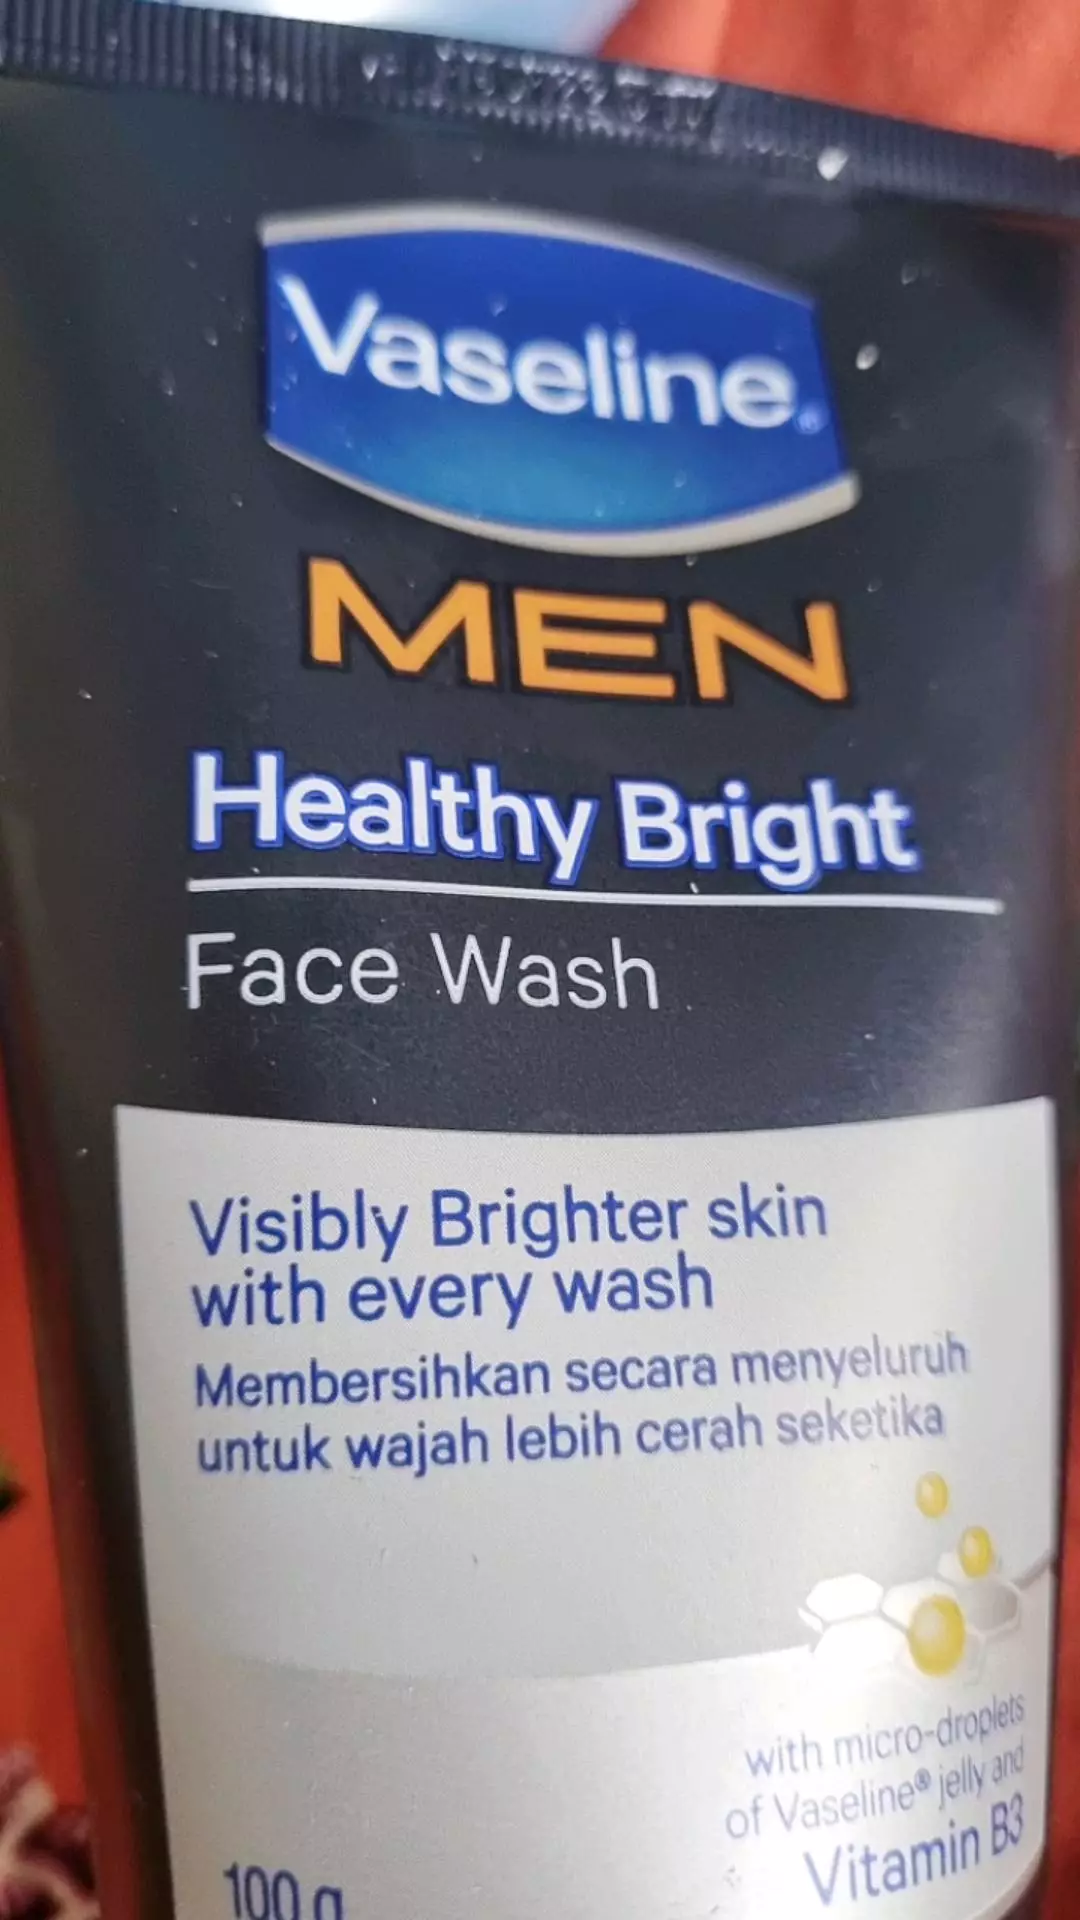 Vaseline®
MEN
Healthy Bright
Face Wash
Visibly Brighter skin
with every wash
Membersihkan secara menyeluruh
untuk wajah lebih cerah seketika
with micro-droplets
of Vaseline® jelly and
Vitamin B3
100 g